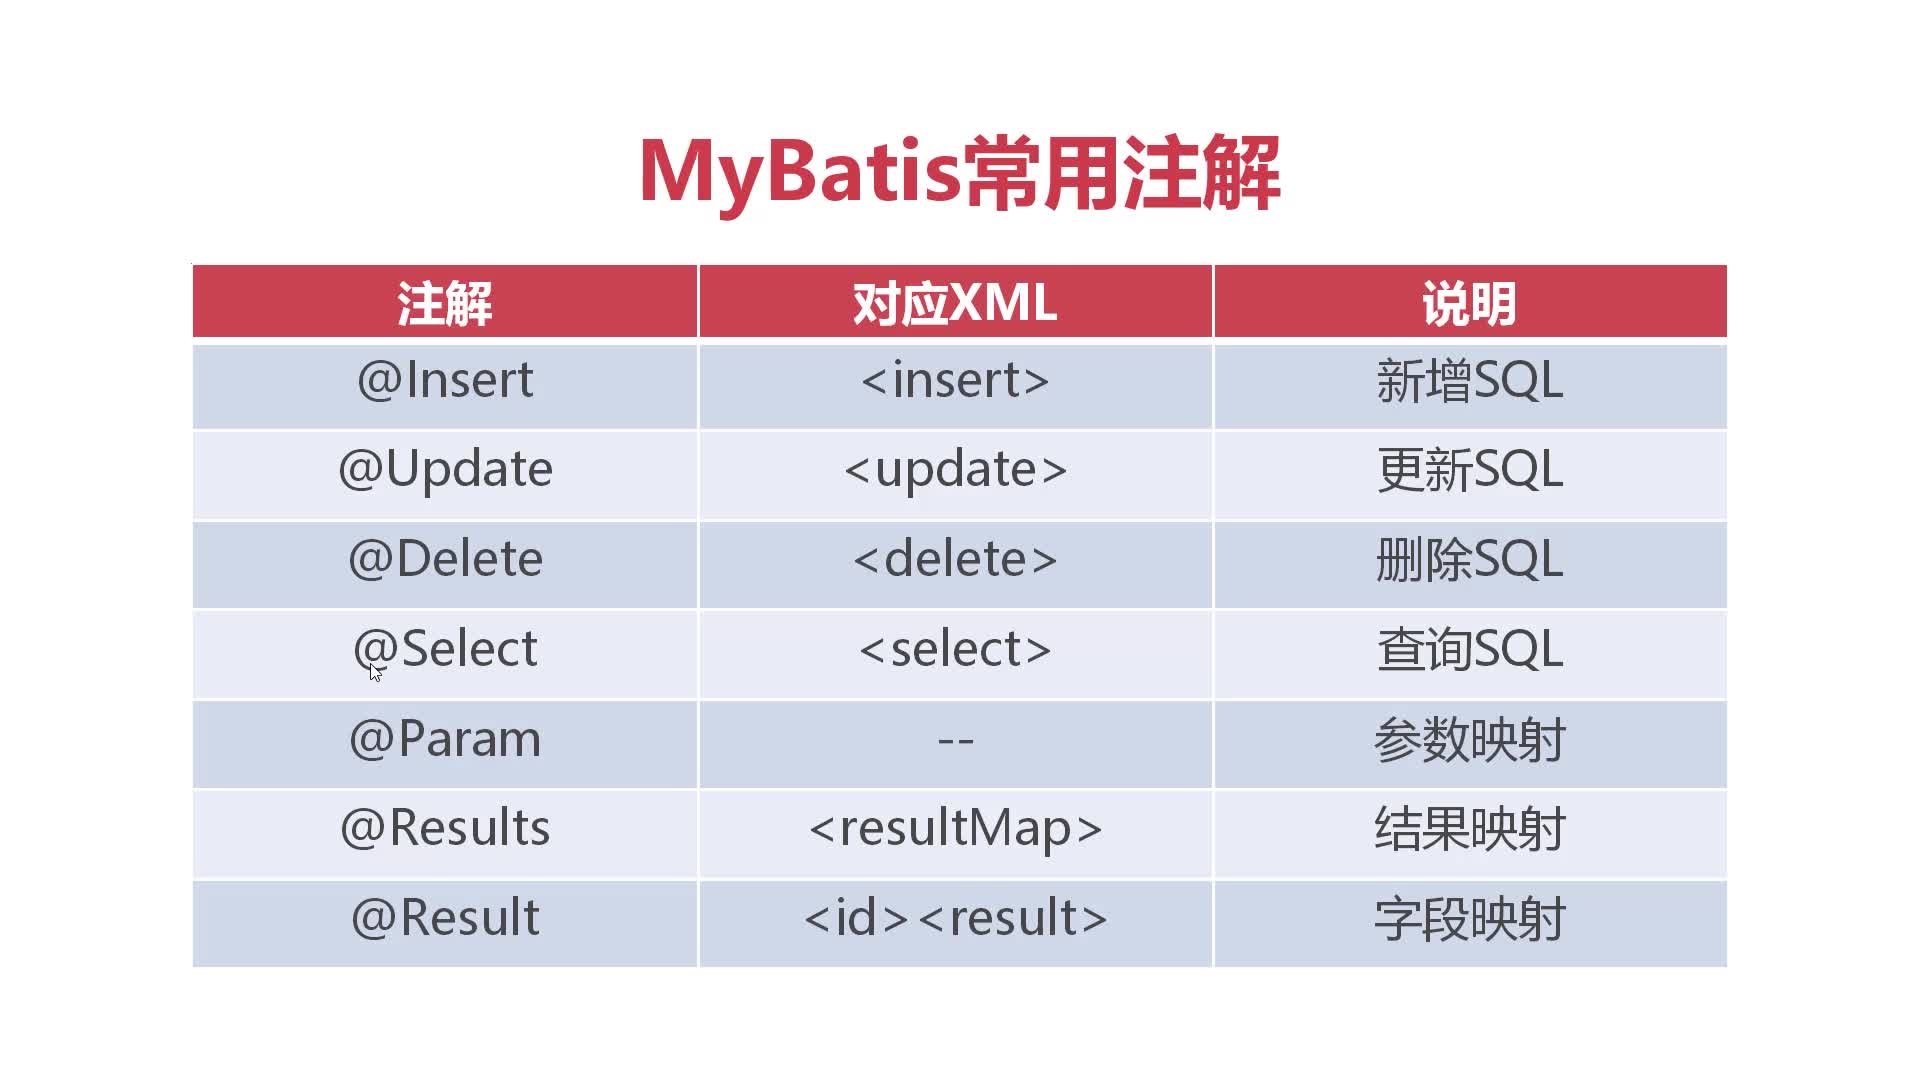 MyBatis常用注解
注解 对应XML 说明
@Insert <insert> 新增SQL
@Update <update> 更新SQL
@Delete <delete> 删除SQL
@Select <select> 查询SQL
@Param -- 参数映射
@Results <resultMap> 结果映射
@Result <id><result> 字段映射